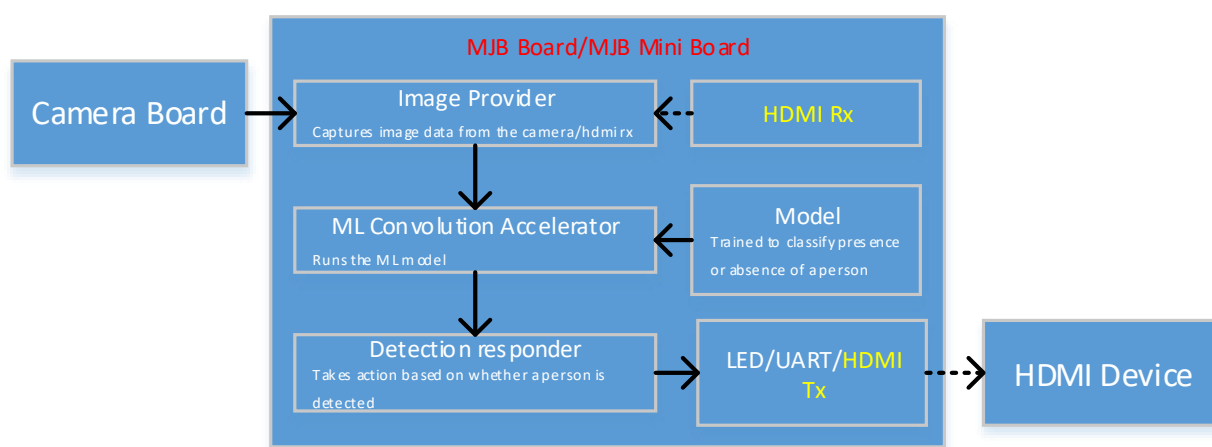 MJB Board/MJB Mini Board
Camera Board
Image Provider
Captures image data from the camera/hdmi rx
HDMI Rx
ML Convolution Accelerator
Runs the ML model
Model
Trained to classify presence
or absence of a person
Detection responder
Takes action based on whether a person is
detected
LED/UART/HDMI
Tx
HDMI Device